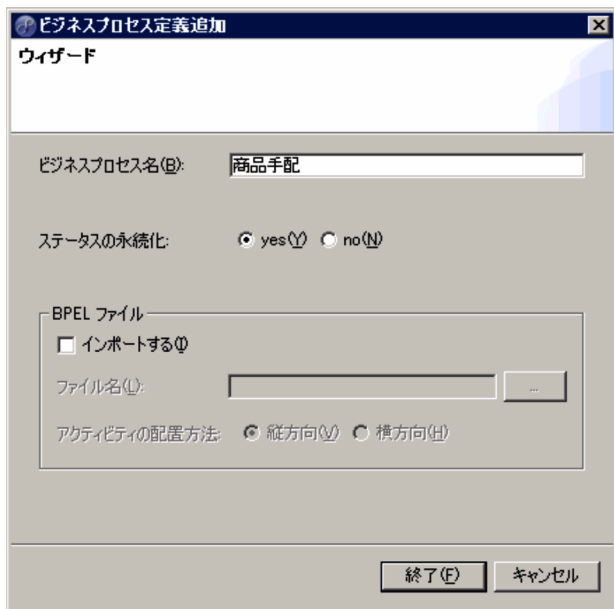 ビジネスプロセス定義追加
ウィザード
ビジネスプロセス名(B): 商品手配
ステータスの永続化: yes(Y) no(N)
BPEL ファイル
インポートする(I)
ファイル名(L): ...
アクティビティの配置方法: 縦方向(V) 横方向(H)
終了(F) キャンセル